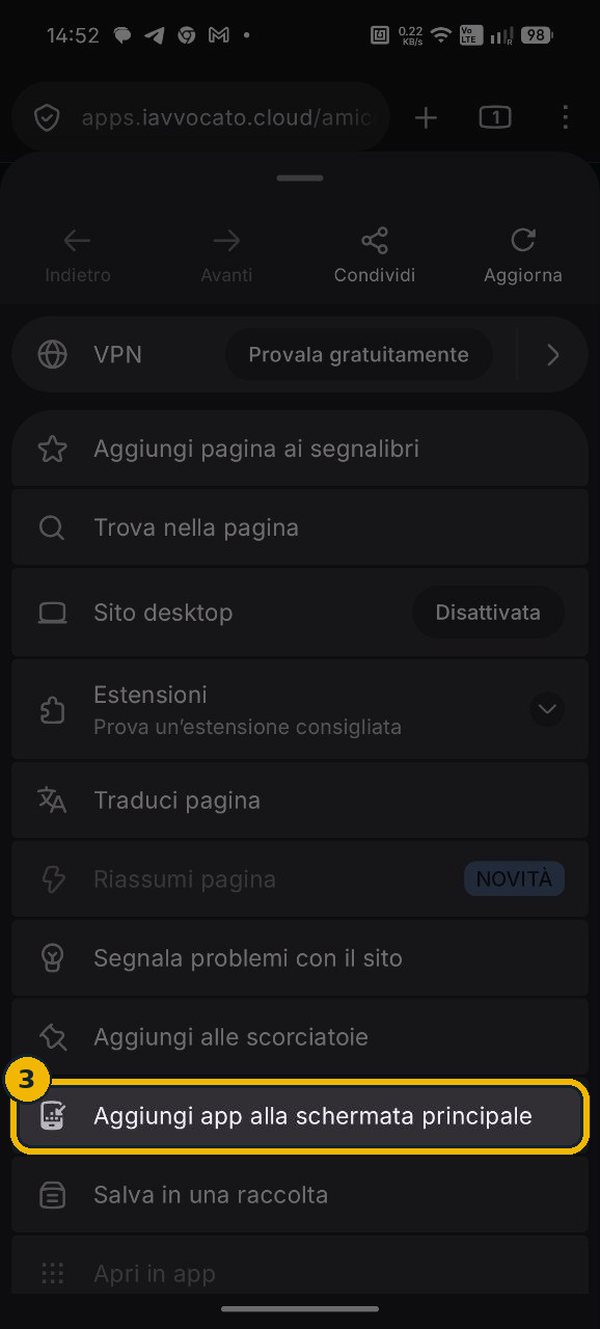 14:52
0.22
KB/s
Vo
LTE
R
98
apps.iavvocato.cloud/amic
1
Indietro
Avanti
Condividi
Aggiorna
VPN
Provala gratuitamente
Aggiungi pagina ai segnalibri
Trova nella pagina
Sito desktop
Disattivata
Estensioni
Prova un'estensione consigliata
Traduci pagina
Riassumi pagina
NOVITÀ
Segnala problemi con il sito
Aggiungi alle scorciatoie
3
Aggiungi app alla schermata principale
Salva in una raccolta
Apri in app